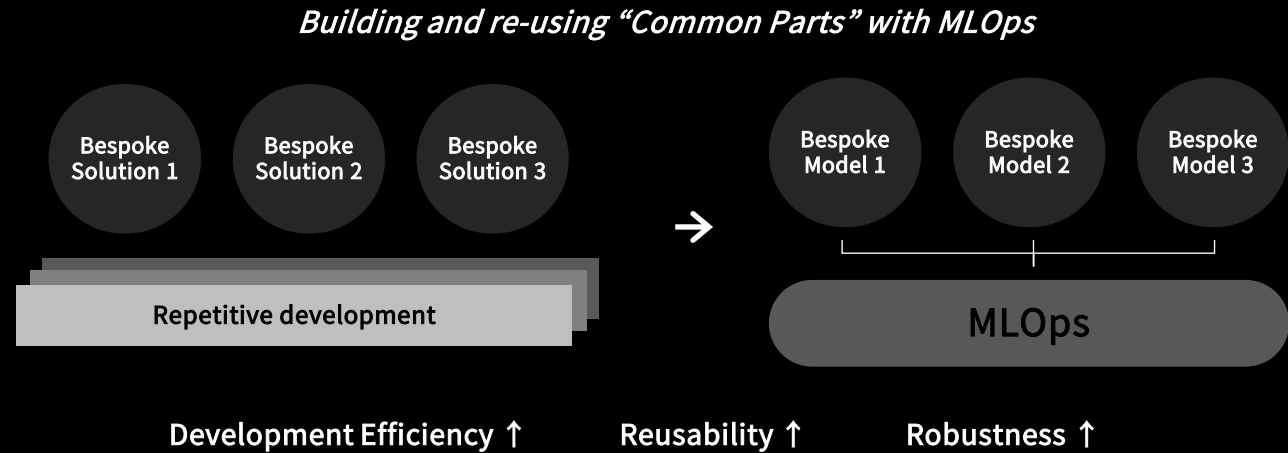 Building and re-using “Common Parts” with MLOps
Bespoke
Solution 1
Bespoke
Solution 2
Bespoke
Solution 3
Repetitive development
Bespoke
Model 1
Bespoke
Model 2
Bespoke
Model 3
MLOps
Development Efficiency ↑
Reusability ↑
Robustness ↑